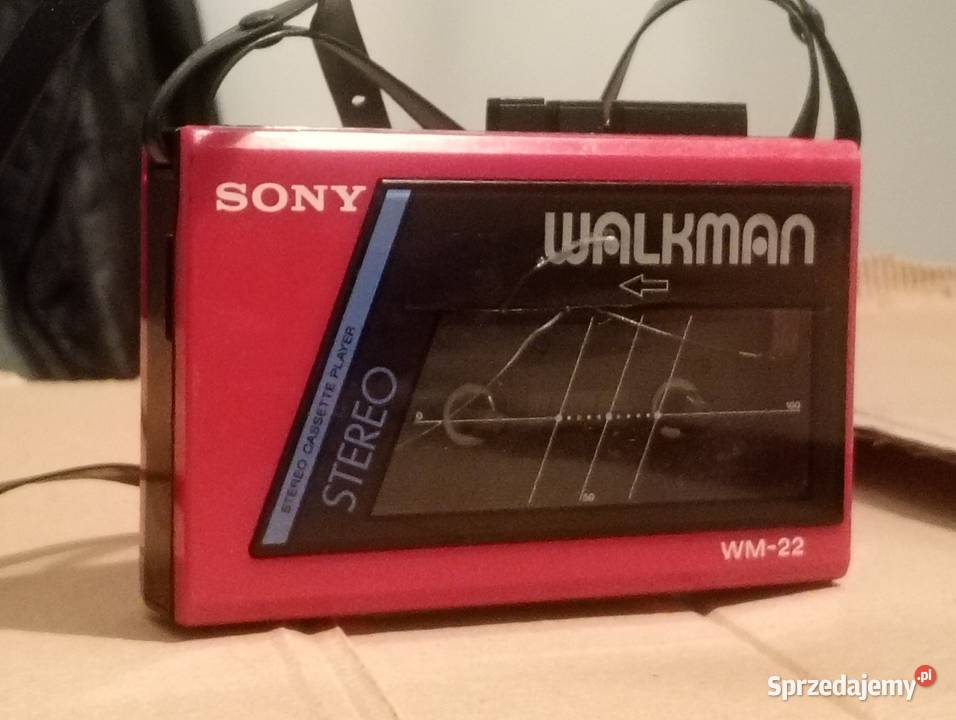 SONY
WALKMAN
STEREO CASSETTE PLAYER
STEREO
0
100
50
WM-22
Sprzedajemy.pl